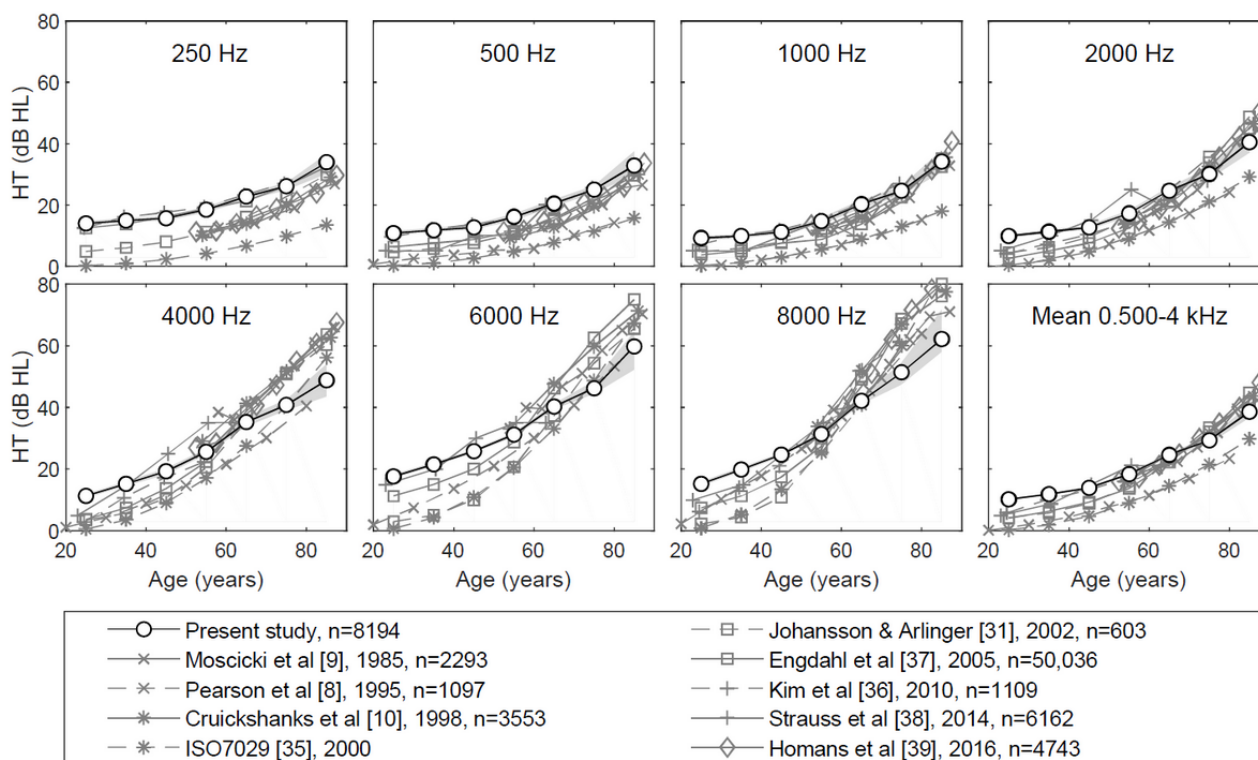 80
60
40
20
0
HT (dB HL)
250 Hz
500 Hz
1000 Hz
2000 Hz
80
60
40
20
0
HT (dB HL)
4000 Hz
6000 Hz
8000 Hz
Mean 0.500-4 kHz
20 40 60 80
20 40 60 80
20 40 60 80
20 40 60 80
Age (years)
Age (years)
Age (years)
Age (years)
Present study, n=8194
Moscicki et al [9], 1985, n=2293
Pearson et al [8], 1995, n=1097
Cruickshanks et al [10], 1998, n=3553
ISO7029 [35], 2000
Johansson & Arlinger [31], 2002, n=603
Engdahl et al [37], 2005, n=50,036
Kim et al [36], 2010, n=1109
Strauss et al [38], 2014, n=6162
Homans et al [39], 2016, n=4743